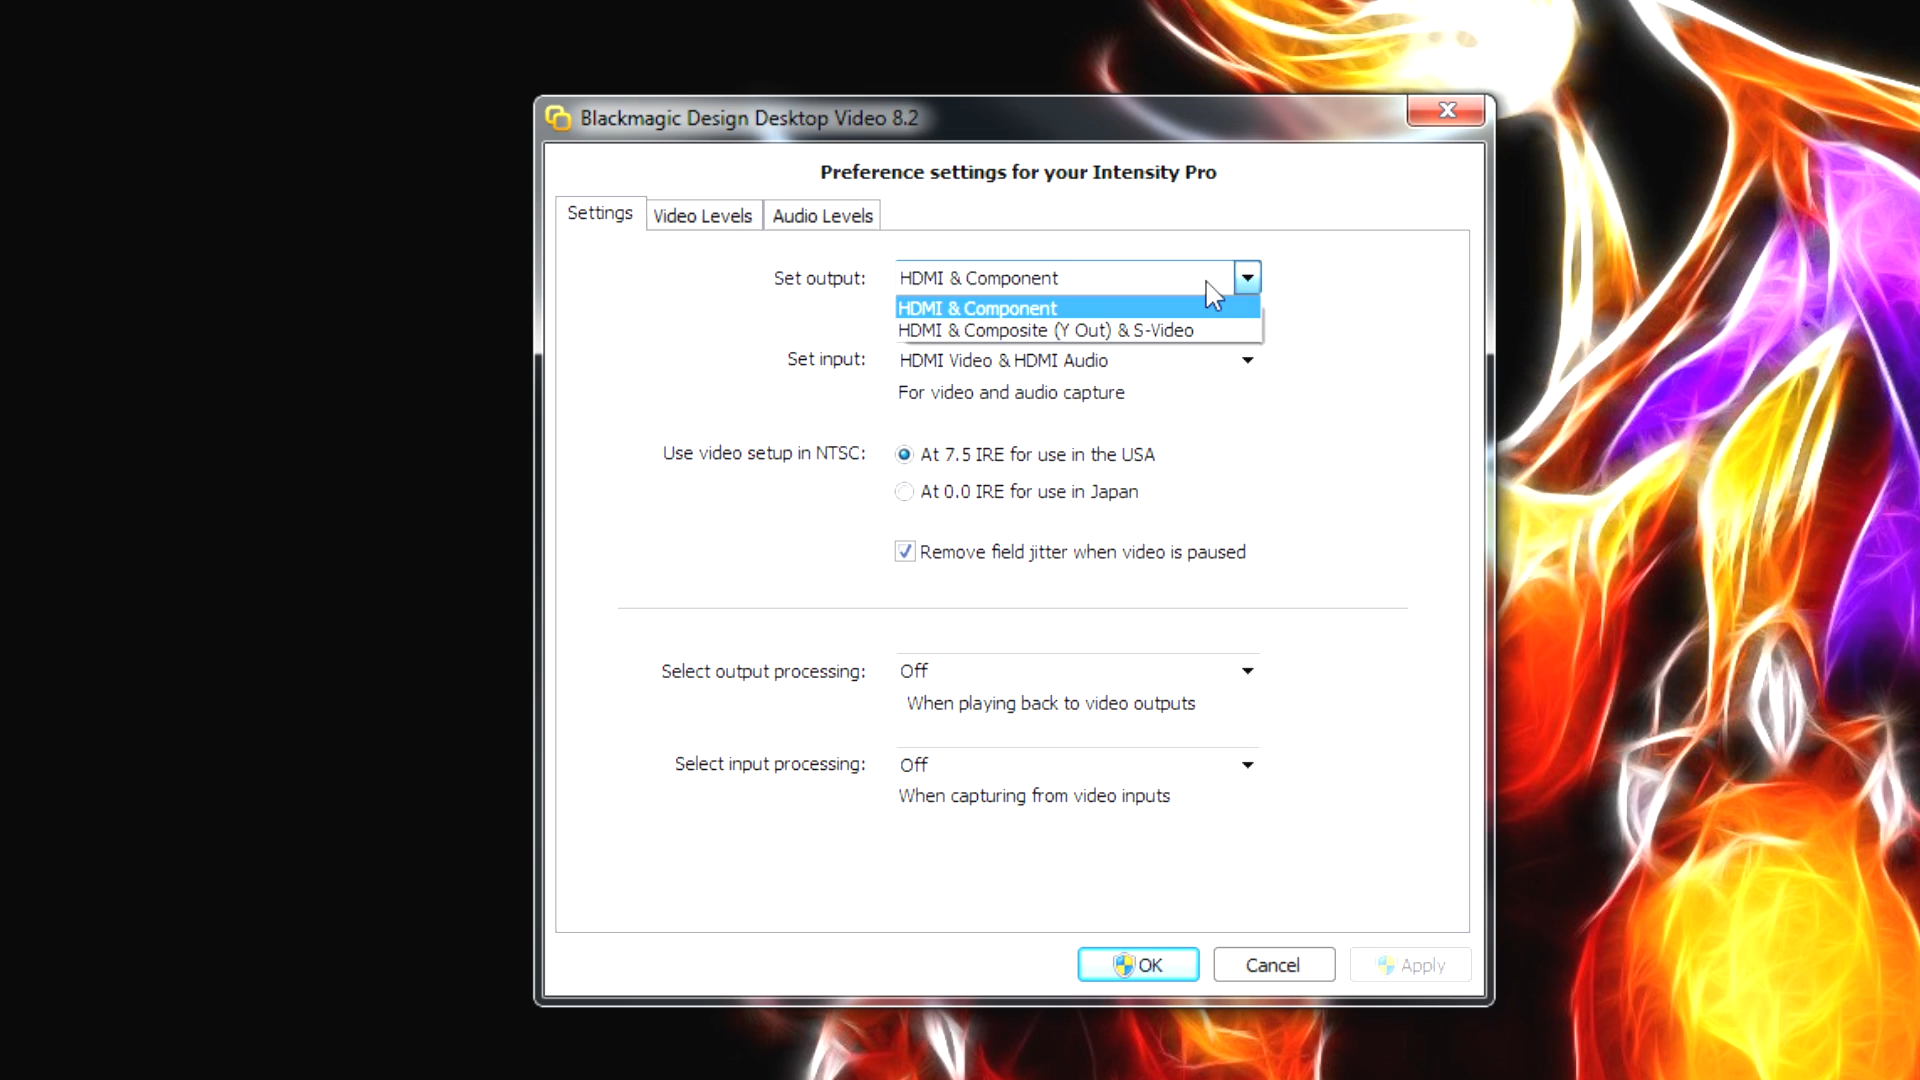 Blackmagic Design Desktop Video 8.2
Preference settings for your Intensity Pro
Settings Video Levels Audio Levels
Set output: HDMI & Component
HDMI & Component
HDMI & Composite (Y Out) & S-Video
Set input: HDMI Video & HDMI Audio
For video and audio capture
Use video setup in NTSC: At 7.5 IRE for use in the USA
At 0.0 IRE for use in Japan
Remove field jitter when video is paused
Select output processing: Off
When playing back to video outputs
Select input processing: Off
When capturing from video inputs
OK Cancel Apply